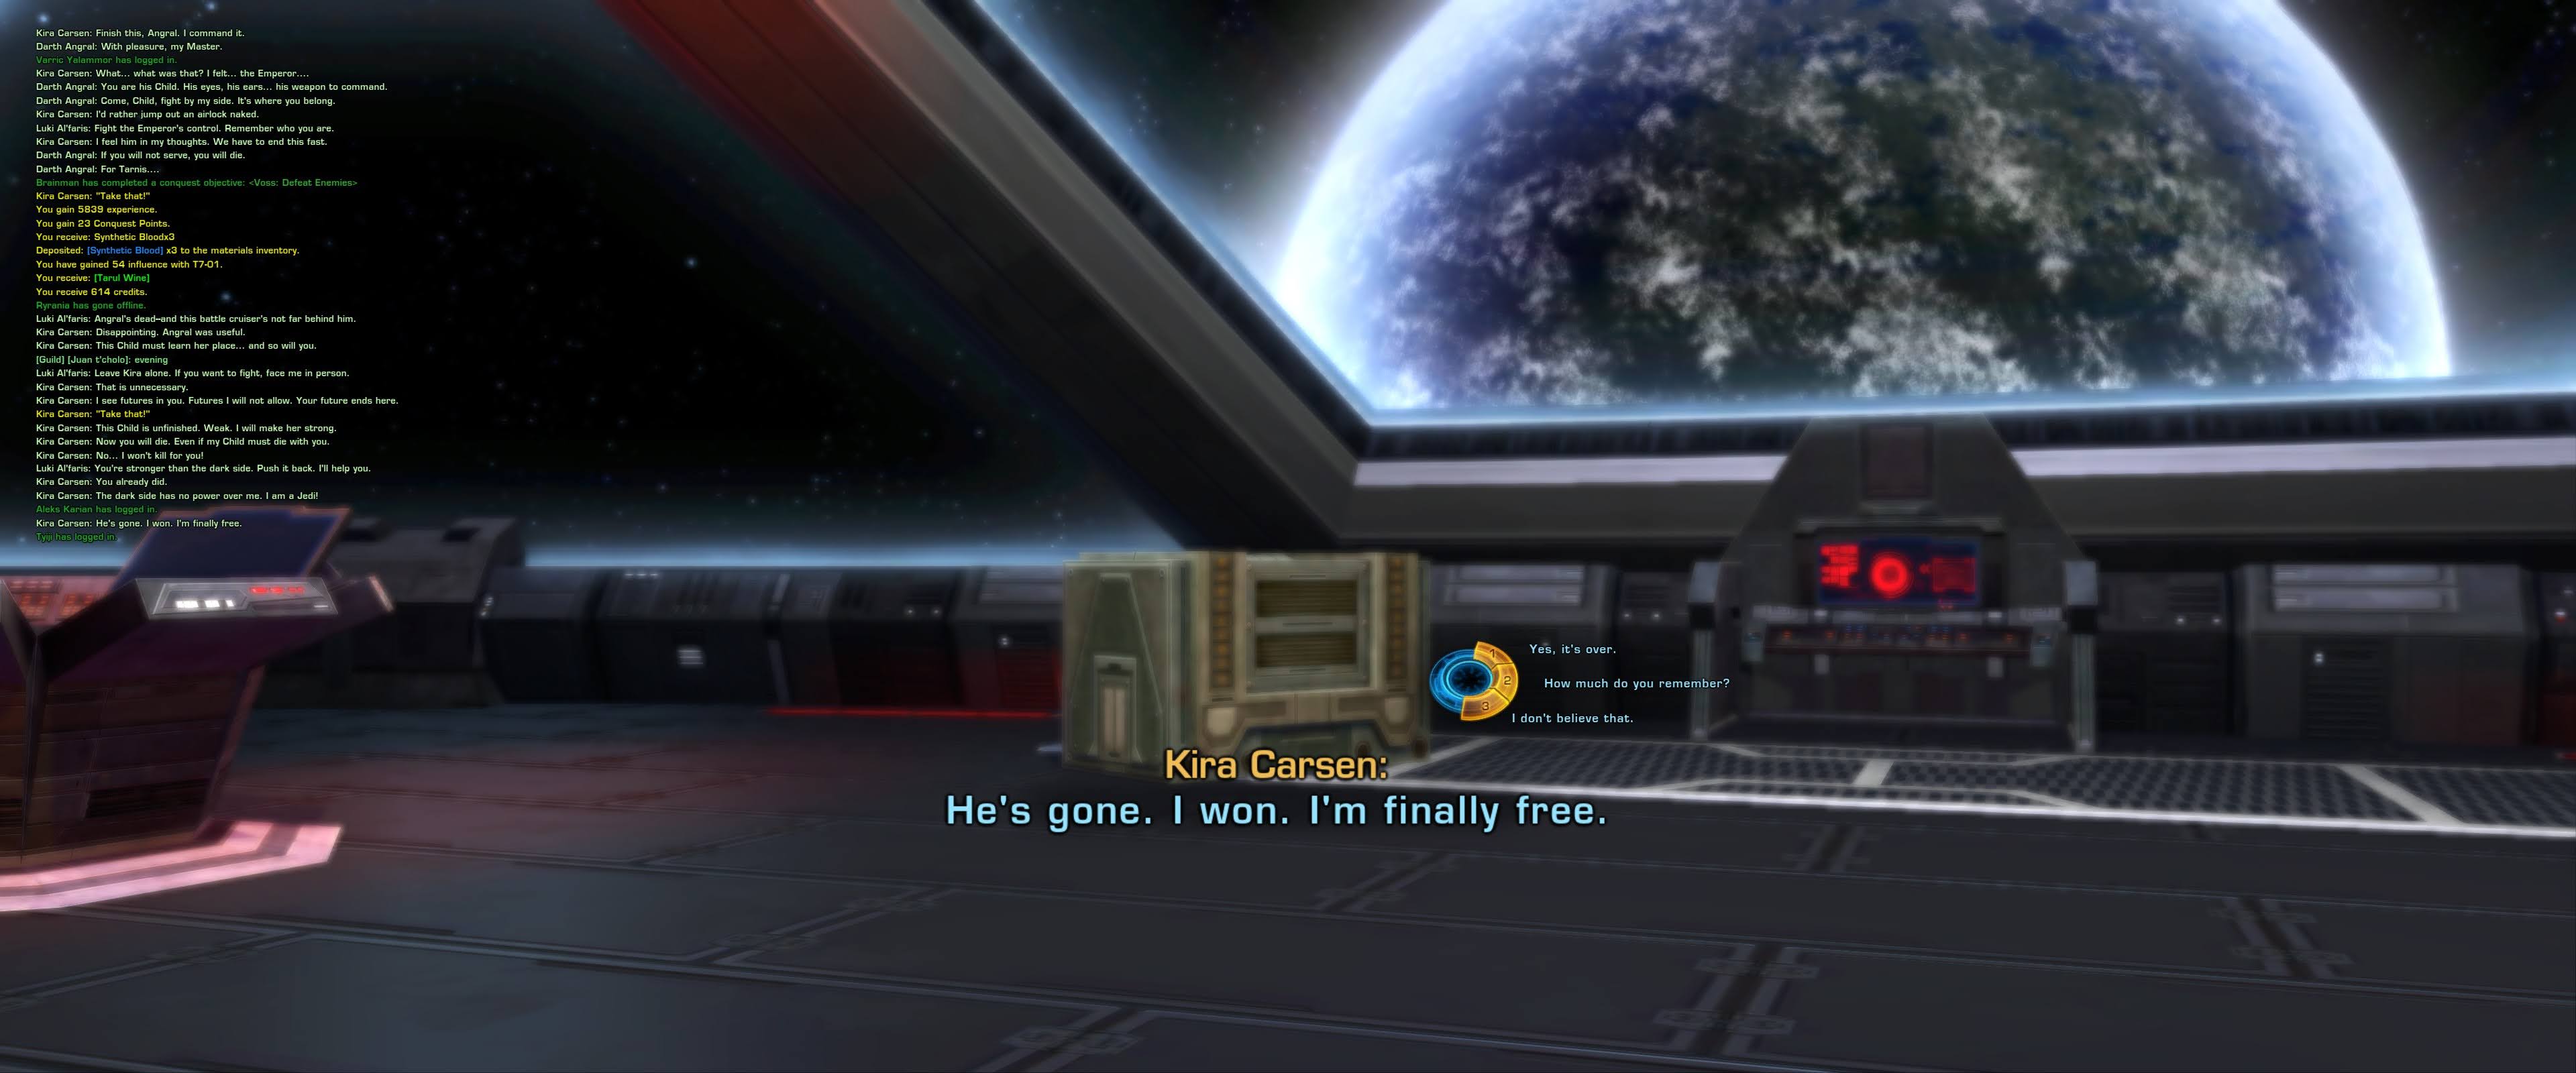 Kira Carsen: Finish this, Angral. I command it.
Darth Angral: With pleasure, my Master.
Varric Yalammor has logged in.
Kira Carsen: What... what was that? I felt... the Emperor....
Darth Angral: You are his Child. His eyes, his ears... his weapon to command.
Darth Angral: Come, Child, fight by my side. It's where you belong.
Kira Carsen: I'd rather jump out an airlock naked.
Luki Al'faris: Fight the Emperor's control. Remember who you are.
Kira Carsen: I feel him in my thoughts. We have to end this fast.
Darth Angral: If you will not serve, you will die.
Darth Angral: For Tarnis....
Brainman has completed a conquest objective: <Voss: Defeat Enemies>
Kira Carsen: "Take that!"
You gain 5839 experience.
You gain 23 Conquest Points.
You receive: Synthetic Bloodx3
Deposited: [Synthetic Blood] x3 to the materials inventory.
You have gained 54 influence with T7-O1.
You receive: [Tarul Wine]
You receive 614 credits.
Ryrania has gone offline.
Luki Al'faris: Angral's dead—and this battle cruiser's not far behind him.
Kira Carsen: Disappointing. Angral was useful.
Kira Carsen: This Child must learn her place... and so will you.
[Guild] [Juan t'cholo]: evening
Luki Al'faris: Leave Kira alone. If you want to fight, face me in person.
Kira Carsen: That is unnecessary.
Kira Carsen: I see futures in you. Futures I will not allow. Your future ends here.
Kira Carsen: "Take that!"
Kira Carsen: This Child is unfinished. Weak. I will make her strong.
Kira Carsen: Now you will die. Even if my Child must die with you.
Kira Carsen: No... I won't kill for you!
Luki Al'faris: You're stronger than the dark side. Push it back. I'll help you.
Kira Carsen: You already did.
Kira Carsen: The dark side has no power over me. I am a Jedi!
Aleks Karian has logged in.
Kira Carsen: He's gone. I won. I'm finally free.
has logged in.
1 Yes, it's over.
2 How much do you remember?
3 I don't believe that.
Kira Carsen:
He's gone. I won. I'm finally free.